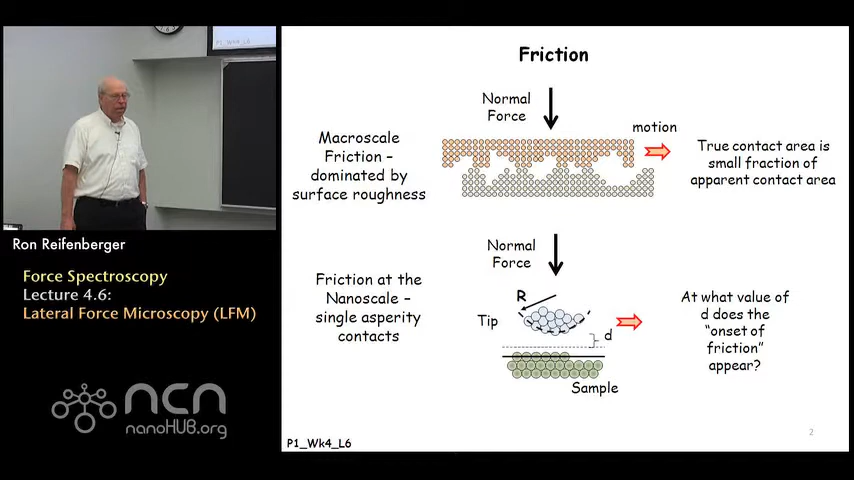 Friction
Normal
Force
motion
Macroscale
Friction –
dominated by
surface roughness
True contact area is
small fraction of
apparent contact area
Ron Reifenberger
Force Spectroscopy
Lecture 4.6:
Lateral Force Microscopy (LFM)
Normal
Force
Friction at the
Nanoscale –
single asperity
contacts
R
Tip
d
Sample
At what value of
d does the
“onset of
friction”
appear?
ncn
nanoHUB.org
P1_Wk4_L6
2